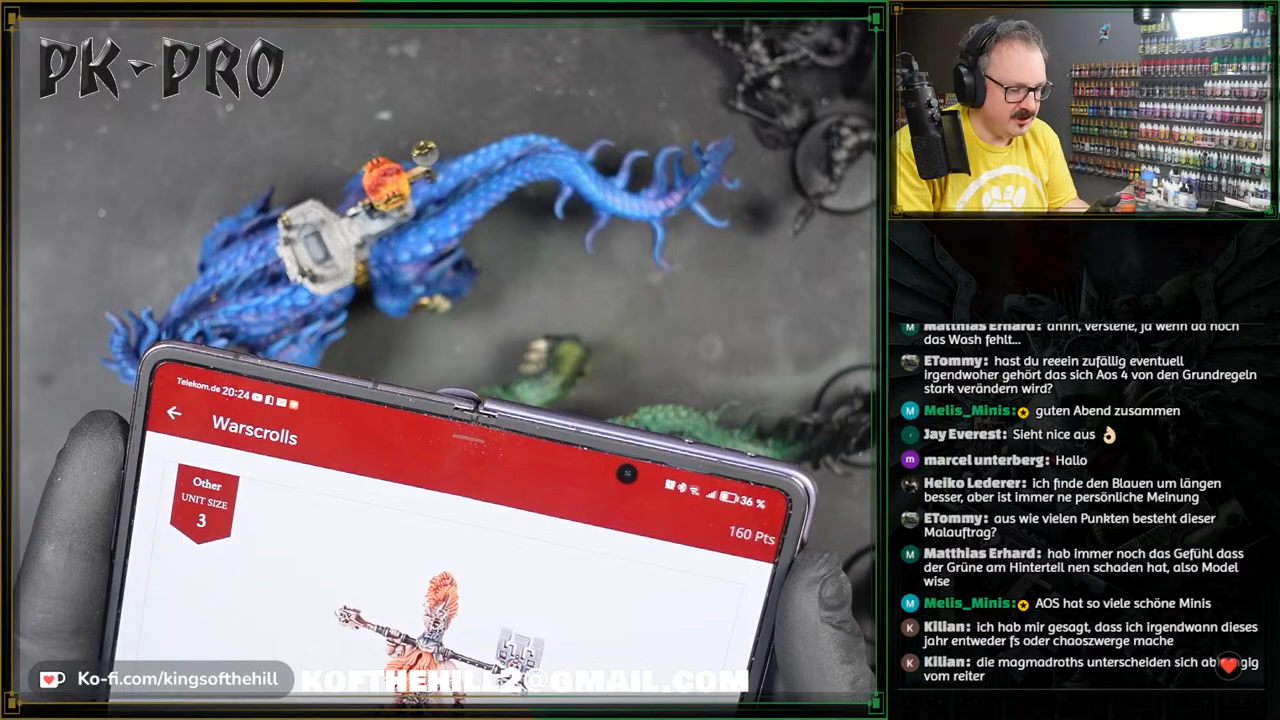 PK-PRO
Telekom.de 20:24
36 %
Warscrolls
160 Pts
Other
UNIT SIZE
3
Ko-fi.com/kingsofthehill
KOFTHEHILL2@GMAIL.COM
Matthias Erhard: ahhh, verstehe, ja wenn da noch
das Wash fehlt...
ETommy: hast du reeein zufällig eventuell
irgendwoher gehört das sich Aos 4 von den Grundregeln
stark verändern wird?
Melis_Minis: guten Abend zusammen
Jay Everest: Sieht nice aus 👌
marcel unterberg: Hallo
Heiko Lederer: ich finde den Blauen um längen
besser, aber ist immer ne persönliche Meinung
ETommy: aus wie vielen Punkten besteht dieser
Malauftrag?
Matthias Erhard: hab immer noch das Gefühl dass
der Grüne am Hinterteil nen schaden hat, also Model
wise
Melis_Minis: AOS hat so viele schöne Minis
Kilian: ich hab mir gesagt, dass ich irgendwann dieses
jahr entweder fs oder chaoszwerge mache
Kilian: die magmadroths unterscheiden sich
vom reiter